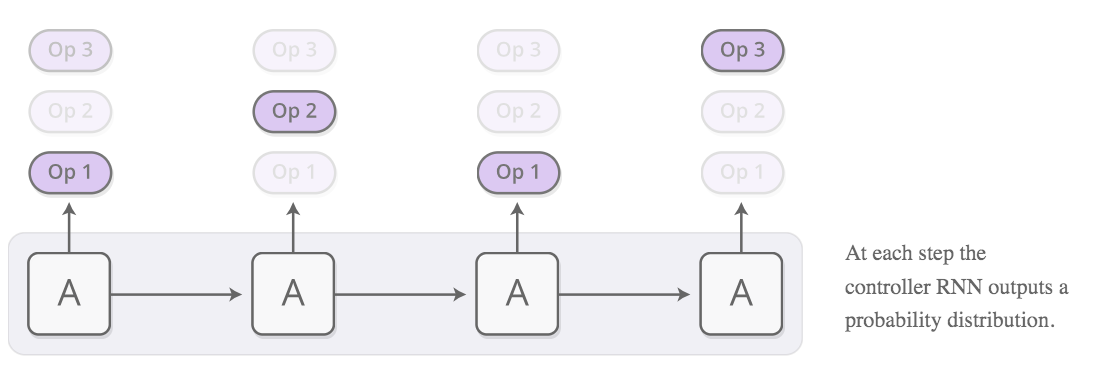 Op 3 Op 3 Op 3 Op 3
Op 2 Op 2 Op 2 Op 2
Op 1 Op 1 Op 1 Op 1
A A A A
At each step the
controller RNN outputs a
probability distribution.